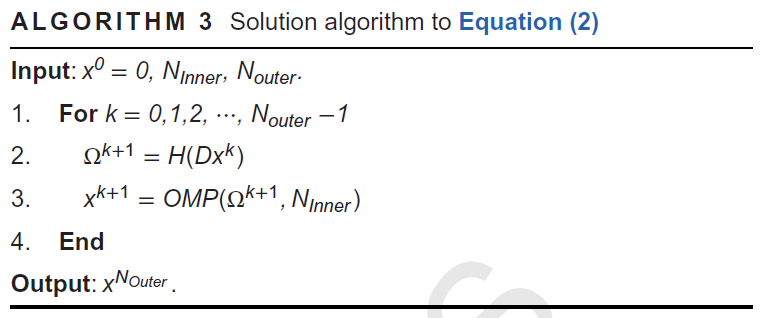 ALGORITHM 3 Solution algorithm to Equation (2)
Input: x⁰ = 0, N_Inner, N_outer.
1. For k = 0,1,2, ⋯, N_outer −1
2. Ω^{k+1} = H(Dx^k)
3. x^{k+1} = OMP(Ω^{k+1}, N_Inner)
4. End
Output: x^{N_Outer}.